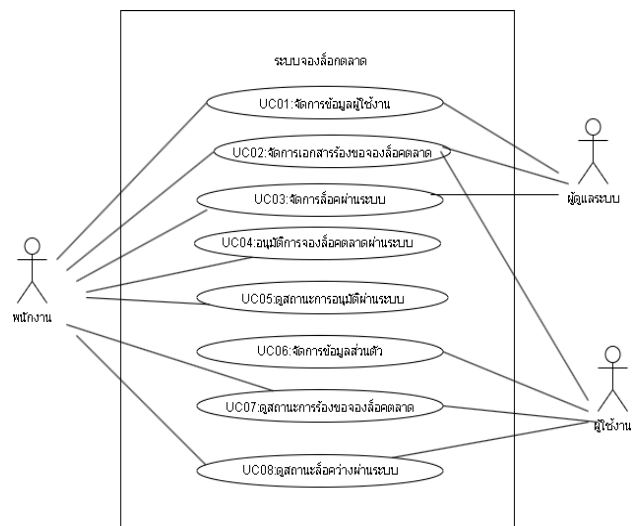 ระบบจองล็อกตลาด
UC01:จัดการข้อมูลผู้ใช้งาน
UC02:จัดการเอกสารร้องขอจองล็อคตลาด
UC03:จัดการล็อคผ่านระบบ
ผู้ดูแลระบบ
UC04:อนุมัติการจองล็อคตลาดผ่านระบบ
UC05:ดูสถานะการอนุมัติผ่านระบบ
พนักงาน
UC06:จัดการข้อมูลส่วนตัว
UC07:ดูสถานะการร้องขอจองล็อคตลาด
ผู้ใช้งาน
UC08:ดูสถานะล็อคว่างผ่านระบบ